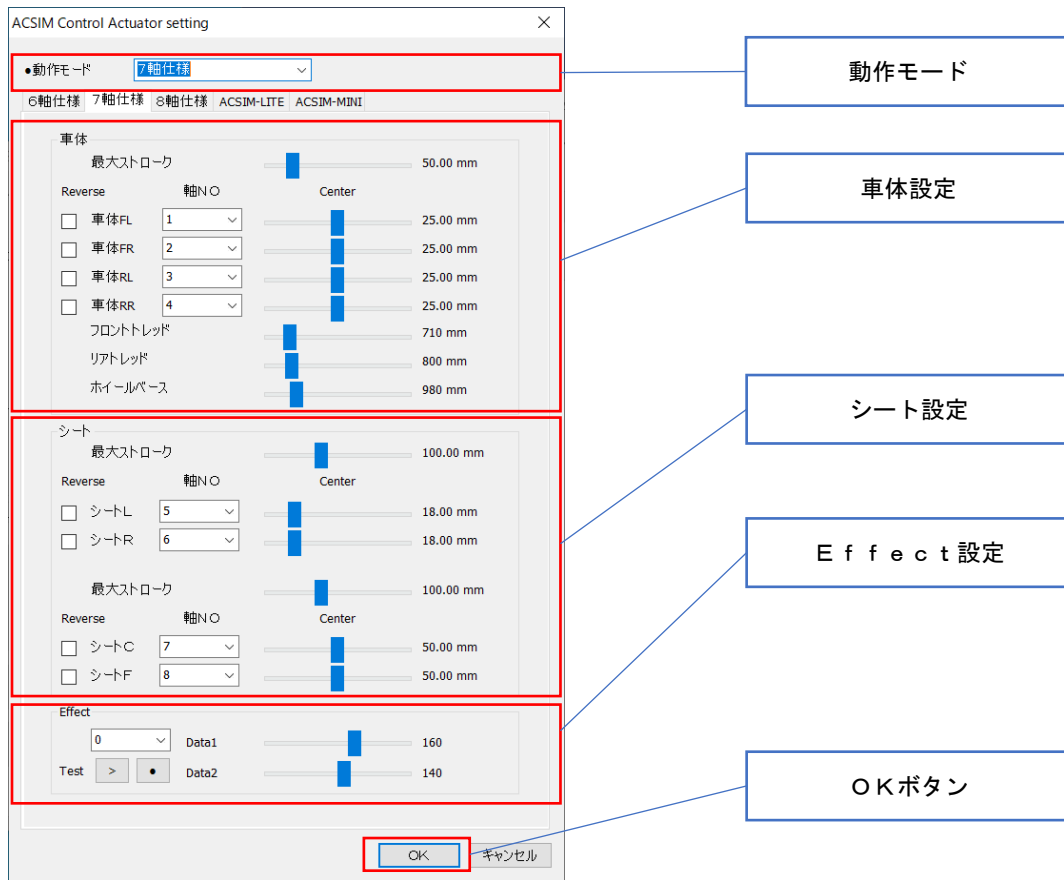 ACSIM Control Actuator setting
●動作モード 7軸仕様
6軸仕様 7軸仕様 8軸仕様 ACSIM-LITE ACSIM-MINI
車体
最大ストローク 50.00 mm
Reverse 軸NO Center
車体FL 1 25.00 mm
車体FR 2 25.00 mm
車体RL 3 25.00 mm
車体RR 4 25.00 mm
フロントトレッド 710 mm
リアトレッド 800 mm
ホイールベース 980 mm
シート
最大ストローク 100.00 mm
Reverse 軸NO Center
シートL 5 18.00 mm
シートR 6 18.00 mm
最大ストローク 100.00 mm
Reverse 軸NO Center
シートC 7 50.00 mm
シートF 8 50.00 mm
Effect
0 Data1 160
Test > ● Data2 140
OK キャンセル
動作モード
車体設定
シート設定
Effect設定
OKボタン